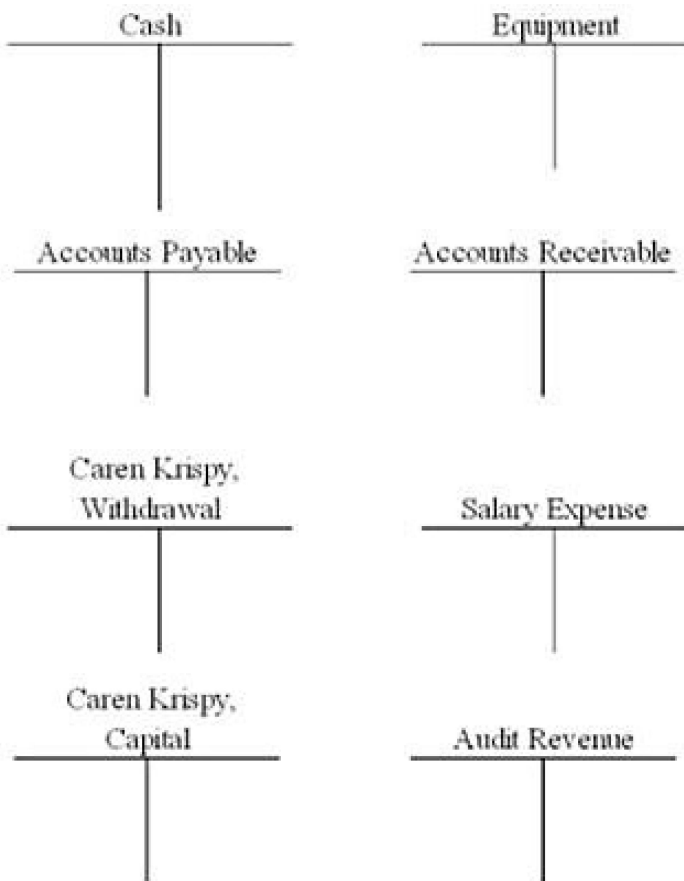 Cash
Equipment
Accounts Payable
Accounts Receivable
Caren Krispy,
Withdrawal
Salary Expense
Caren Krispy,
Capital
Audit Revenue